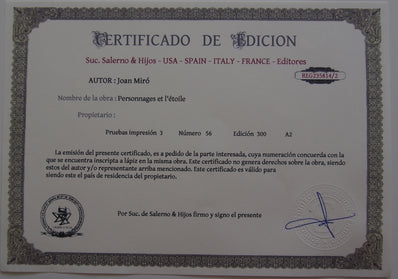 CERTIFICADO DE EDICION
Suc. Salerno & Hijos - USA - SPAIN - ITALY - FRANCE - Editores
REG255814/2
AUTOR : Joan Miró
Nombre de la obra : Personnages et l'étoile
Propietario :
Pruebas impresión 3 Número 56 Edición 300 A2
La emisión del presente certificado, es a pedido de la parte interesada, cuya numeración concuerda con la
que se encuentra inscripta a lápiz en la misma obra. Este certificado no genera derechos sobre la obra, siendo
estos del autor y/o representante arriba mencionado. Este certificado es válido para
siendo este el país de residencia del propietario.
Por Suc. de Salerno & Hijos firmo y signo el presente